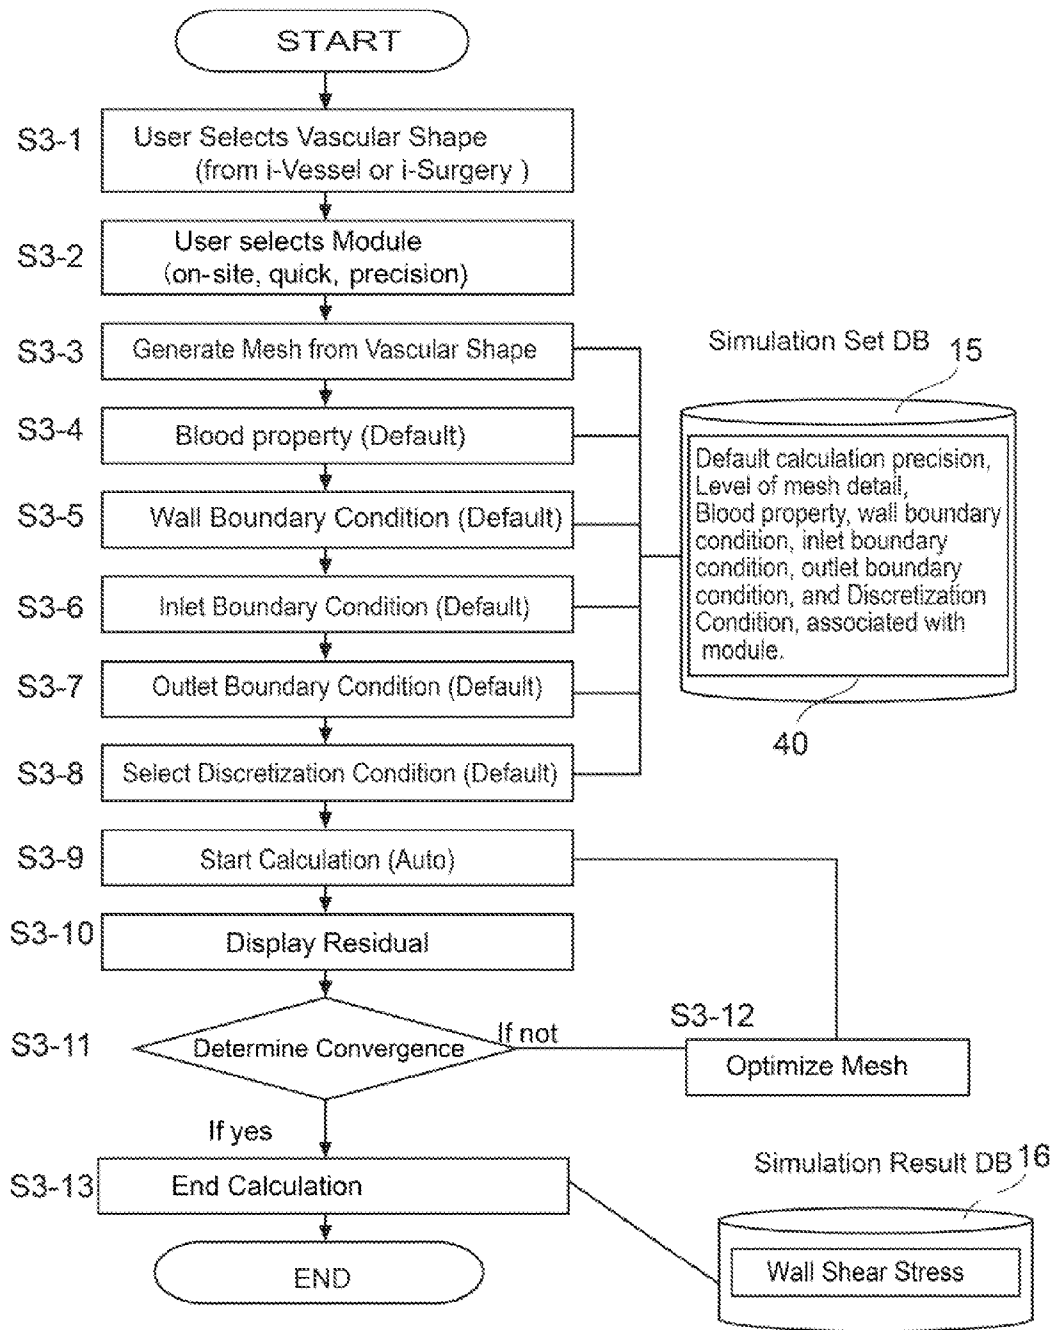 START
S3-1
User Selects Vascular Shape
(from i-Vessel or i-Surgery )
S3-2
User selects Module
(on-site, quick, precision)
S3-3
Generate Mesh from Vascular Shape
S3-4
Blood property (Default)
S3-5
Wall Boundary Condition (Default)
S3-6
Inlet Boundary Condition (Default)
S3-7
Outlet Boundary Condition (Default)
S3-8
Select Discretization Condition (Default)
Simulation Set DB
15
Default calculation precision,
Level of mesh detail,
Blood property, wall boundary
condition, inlet boundary
condition, outlet boundary
condition, and Discretization
Condition, associated with
module.
40
S3-9
Start Calculation (Auto)
S3-10
Display Residual
S3-11
Determine Convergence
If not
S3-12
Optimize Mesh
If yes
S3-13
End Calculation
Simulation Result DB
16
Wall Shear Stress
END